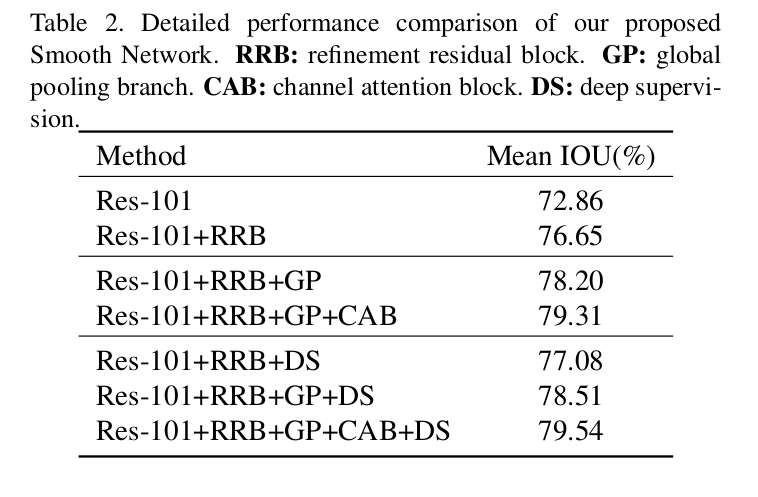 Table 2. Detailed performance comparison of our proposed
Smooth Network. RRB: refinement residual block. GP: global
pooling branch. CAB: channel attention block. DS: deep supervi-
sion.
Method Mean IOU(%)
Res-101 72.86
Res-101+RRB 76.65
Res-101+RRB+GP 78.20
Res-101+RRB+GP+CAB 79.31
Res-101+RRB+DS 77.08
Res-101+RRB+GP+DS 78.51
Res-101+RRB+GP+CAB+DS 79.54